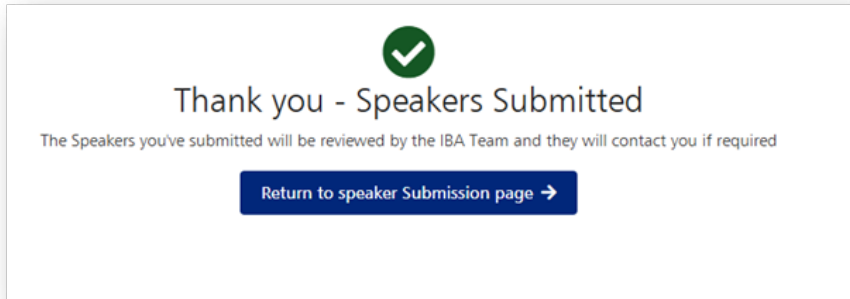 Thank you - Speakers Submitted
The Speakers you've submitted will be reviewed by the IBA Team and they will contact you if required
Return to speaker Submission page →